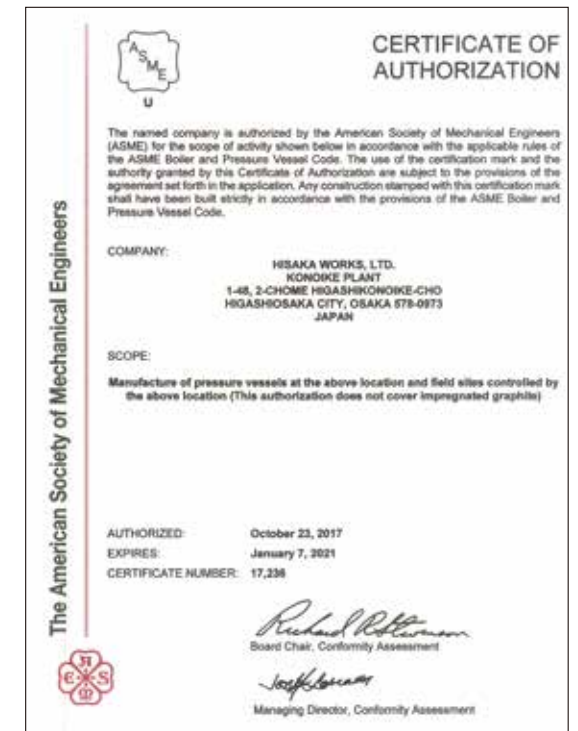 ASME
U
CERTIFICATE OF
AUTHORIZATION
The named company is authorized by the American Society of Mechanical Engineers
(ASME) for the scope of activity shown below in accordance with the applicable rules of
the ASME Boiler and Pressure Vessel Code. The use of the certification mark and the
authority granted by this Certificate of Authorization are subject to the provisions of the
agreement set forth in the application. Any construction stamped with this certification mark
shall have been built strictly in accordance with the provisions of the ASME Boiler and
Pressure Vessel Code.
COMPANY:
HISAKA WORKS, LTD.
KONOIKE PLANT
1-48, 2-CHOME HIGASHIKONOIKE-CHO
HIGASHIOSAKA CITY, OSAKA 578-0973
JAPAN
SCOPE:
Manufacture of pressure vessels at the above location and field sites controlled by
the above location (This authorization does not cover impregnated graphite)
AUTHORIZED: October 23, 2017
EXPIRES: January 7, 2021
CERTIFICATE NUMBER: 17,236
Board Chair, Conformity Assessment
Managing Director, Conformity Assessment
The American Society of Mechanical Engineers